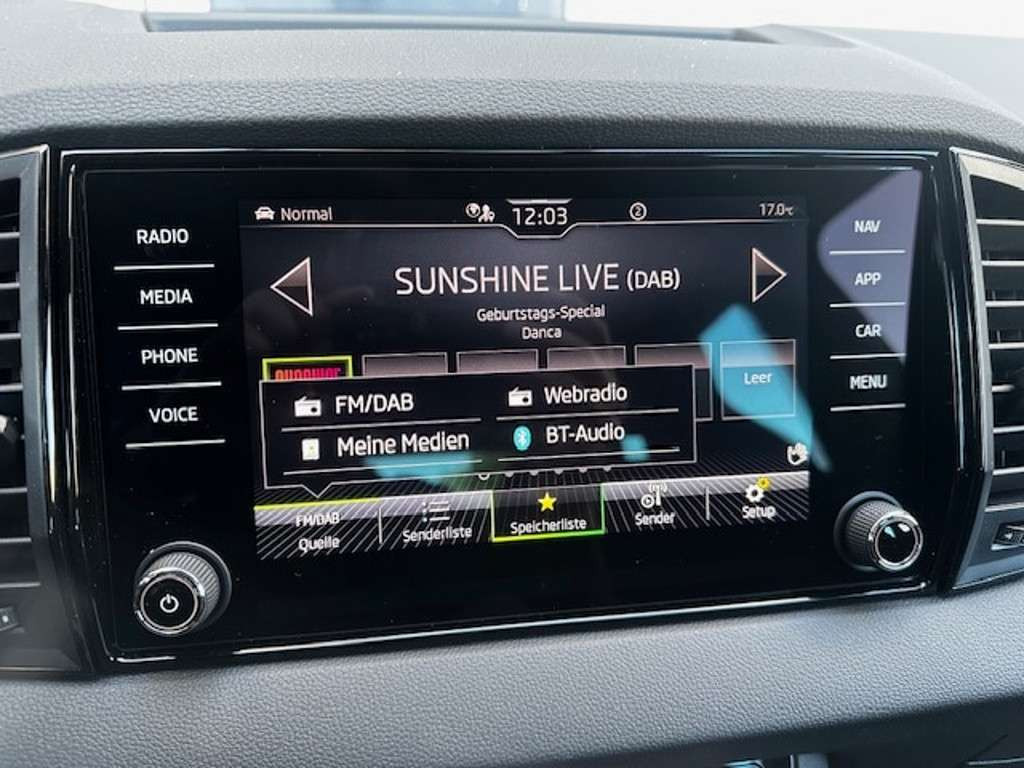 Normal 12:03 2 17.0°C
RADIO
MEDIA
PHONE
VOICE
NAV
APP
CAR
MENU
SUNSHINE LIVE (DAB)
Geburtstags-Special
Danca
Leer
FM/DAB Webradio
Meine Medien BT-Audio
FM/DAB
Quelle Senderliste Speicherliste Sender Setup